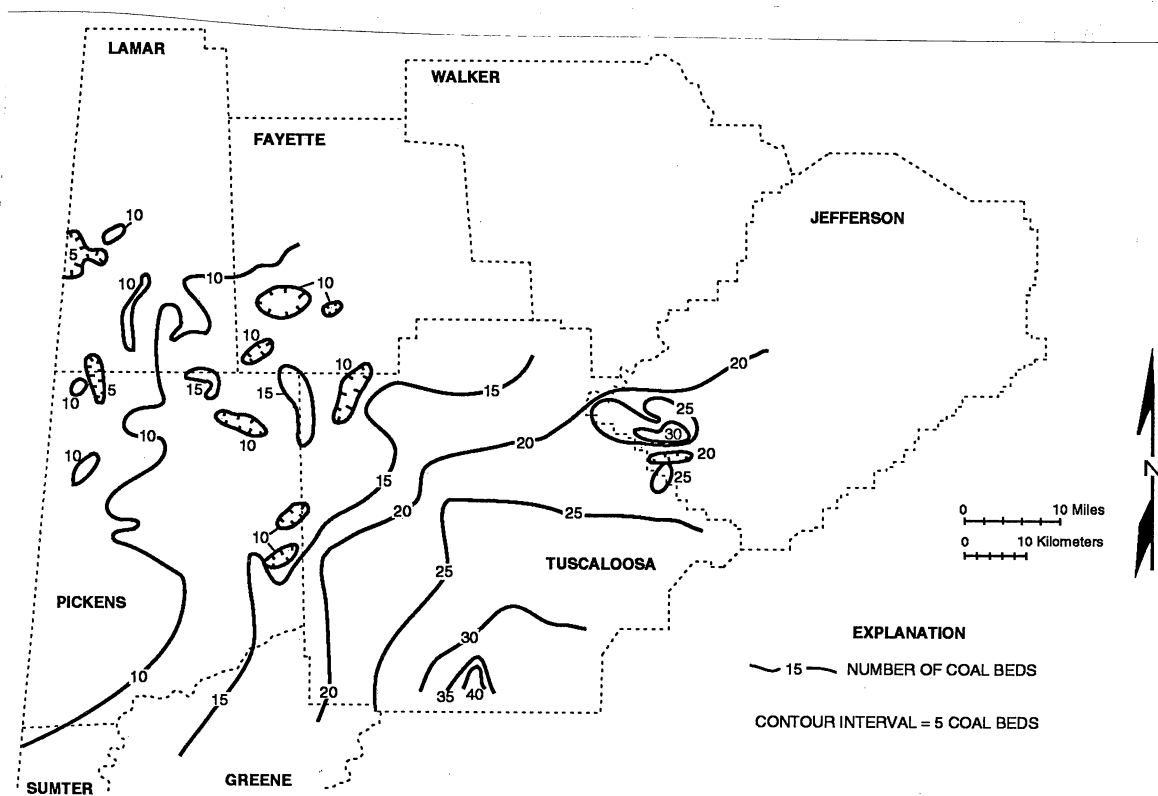 LAMAR
WALKER
FAYETTE
10
JEFFERSON
5
10
10
10
10
10
20
15
10
5
15
15
10
25
10
10
30
20
20
10
15
25
10
20
25
10
25
TUSCALOOSA
PICKENS
30
10
15
20
35
40
SUMTER
GREENE
0 10 Miles
0 10 Kilometers
N
EXPLANATION
15 NUMBER OF COAL BEDS
CONTOUR INTERVAL = 5 COAL BEDS